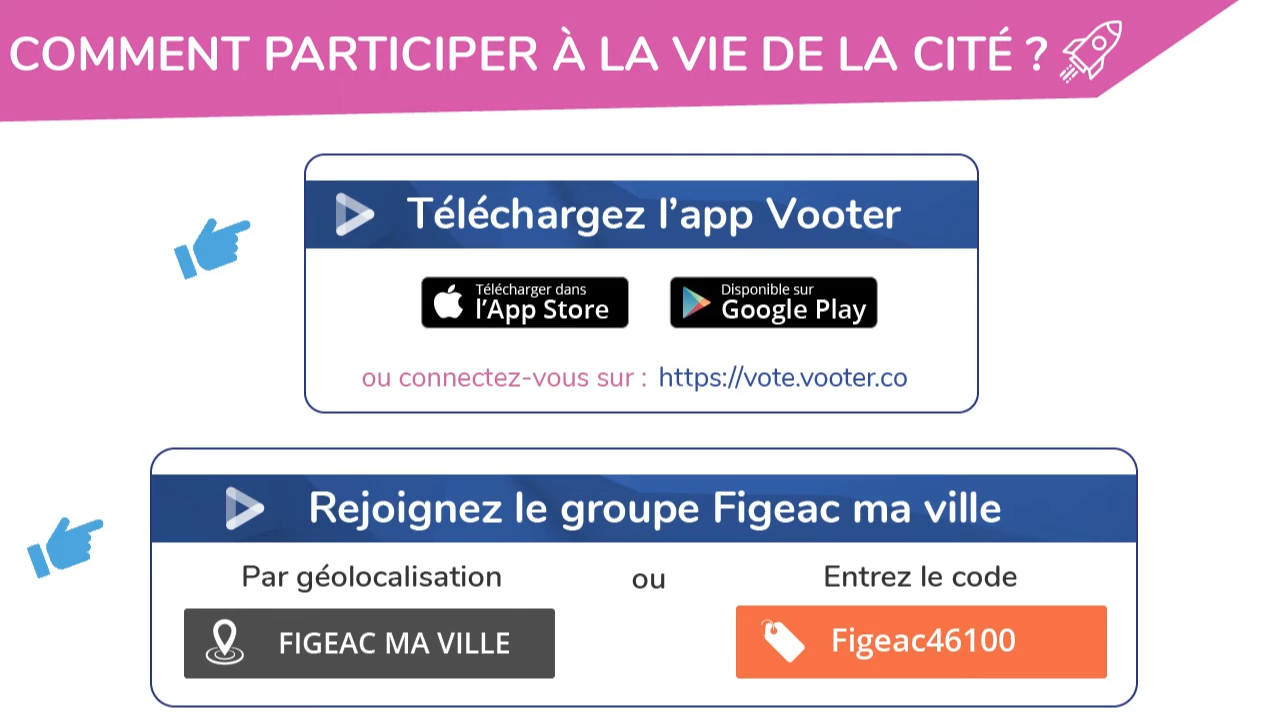 COMMENT PARTICIPER À LA VIE DE LA CITÉ ?
Téléchargez l’app Vooter
Télécharger dans
l’App Store
Disponible sur
Google Play
ou connectez-vous sur : https://vote.vooter.co
Rejoignez le groupe Figeac ma ville
Par géolocalisation
ou
Entrez le code
FIGEAC MA VILLE
Figeac46100